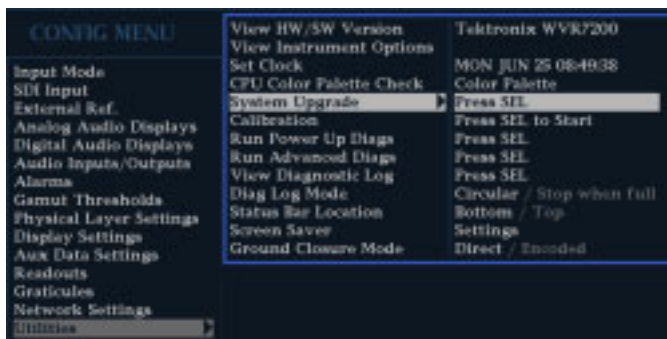 CONFIG MENU
Input Mode
SDI Input
External Ref.
Analog Audio Displays
Digital Audio Displays
Audio Inputs/Outputs
Alarms
Gamut Thresholds
Physical Layer Settings
Display Settings
Aux Data Settings
Readouts
Graticules
Network Settings
Utilities
View HW/SW Version Tektronix WVR7200
View Instrument Options
Set Clock MON JUN 25 08:49:38
CPU Color Palette Check Color Palette
System Upgrade Press SEL
Calibration Press SEL to Start
Run Power Up Diags Press SEL
Run Advanced Diags Press SEL
View Diagnostic Log Press SEL
Diag Log Mode Circular / Stop when full
Status Bar Location Bottom / Top
Screen Saver Settings
Ground Closure Mode Direct / Encoded